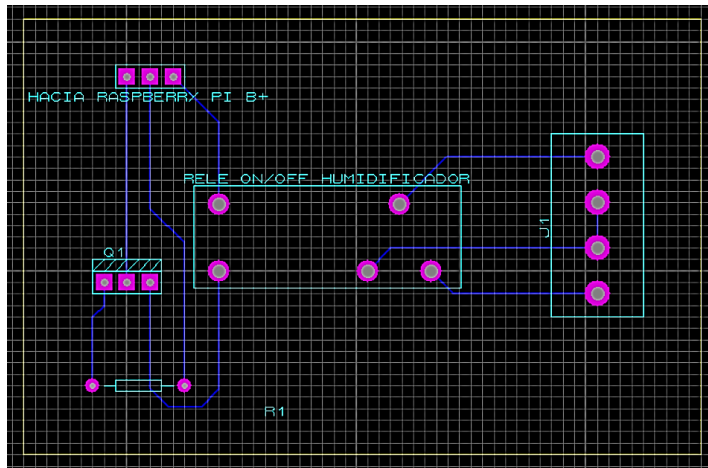 HACIA RASPBERRY PI B+
RELE ON/OFF HUMIDIFICADOR
J1
Q1
R1